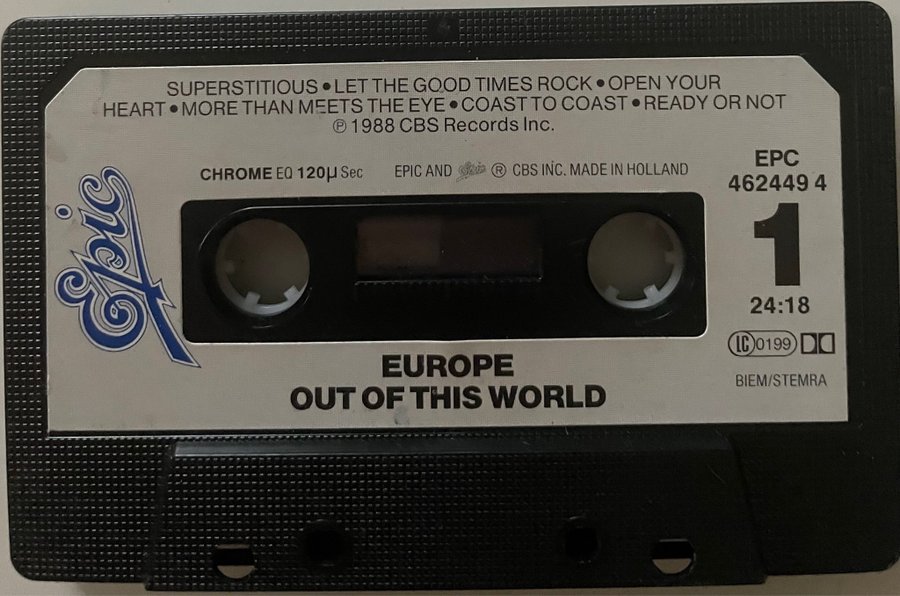 SUPERSTITIOUS • LET THE GOOD TIMES ROCK • OPEN YOUR
HEART • MORE THAN MEETS THE EYE • COAST TO COAST • READY OR NOT
℗ 1988 CBS Records Inc.
CHROME EQ 120µ Sec EPIC AND Epic ® CBS INC. MADE IN HOLLAND
EPC
462449 4
1
24:18
LC 0199
BIEM/STEMRA
Epic
EUROPE
OUT OF THIS WORLD